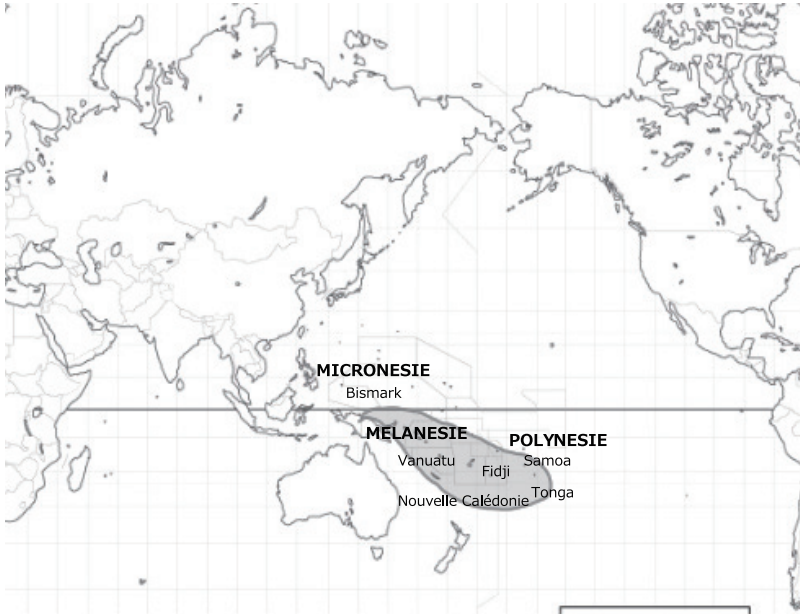 MICRONESIE
Bismark
MELANESIE
POLYNESIE
Vanuatu
Samoa
Fidji
Tonga
Nouvelle Calédonie